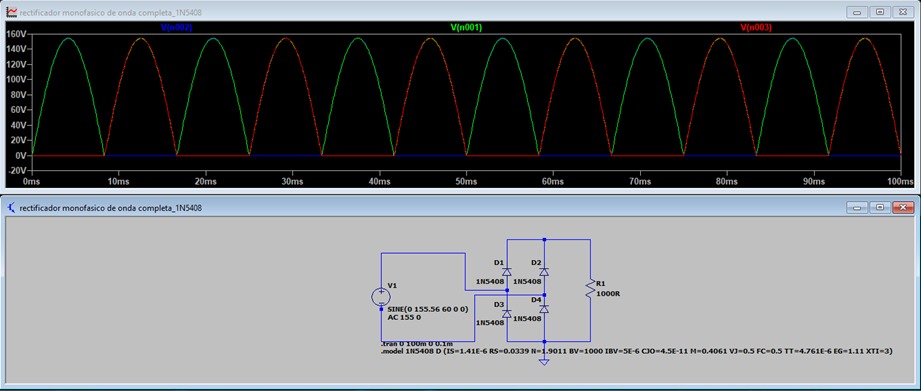 rectificador monofasico de onda completa_1N5408
V(n002) V(n001) V(n003)
160V
140V
120V
100V
80V
60V
40V
20V
0V
-20V
0ms 10ms 20ms 30ms 40ms 50ms 60ms 70ms 80ms 90ms 100ms
rectificador monofasico de onda completa_1N5408
D1 D2
1N5408 1N5408
V1
R1
1000R
SINE(0 155.56 60 0 0)
AC 155 0
D3 D4
1N5408 1N5408
.tran 0 100m 0 0.1m
.model 1N5408 D (IS=1.41E-6 RS=0.0339 N=1.9011 BV=1000 IBV=5E-6 CJO=4.5E-11 M=0.4061 VJ=0.5 FC=0.5 TT=4.761E-6 EG=1.11 XTI=3)